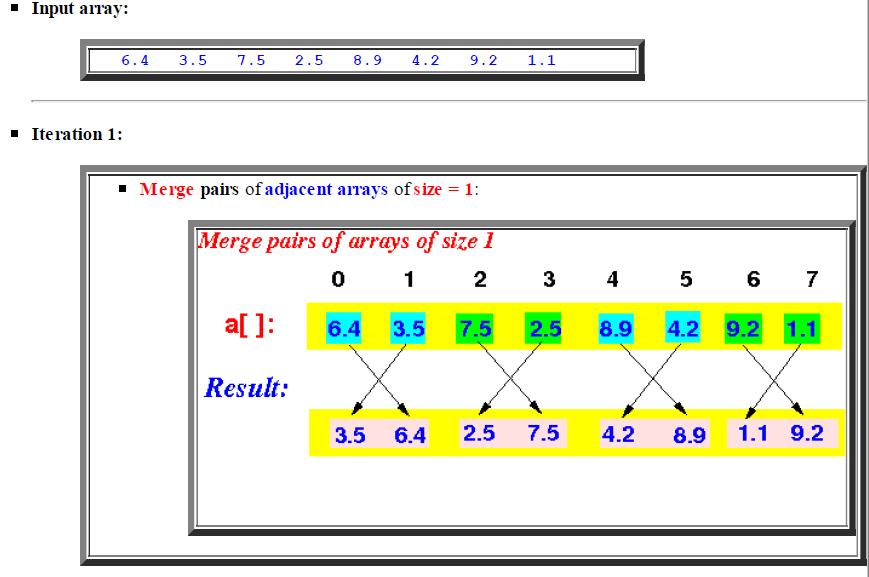 Input array:
6.4 3.5 7.5 2.5 8.9 4.2 9.2 1.1
Iteration 1:
Merge pairs of adjacent arrays of size = 1:
Merge pairs of arrays of size 1
0 1 2 3 4 5 6 7
a[ ]: 6.4 3.5 7.5 2.5 8.9 4.2 9.2 1.1
Result:
3.5 6.4 2.5 7.5 4.2 8.9 1.1 9.2